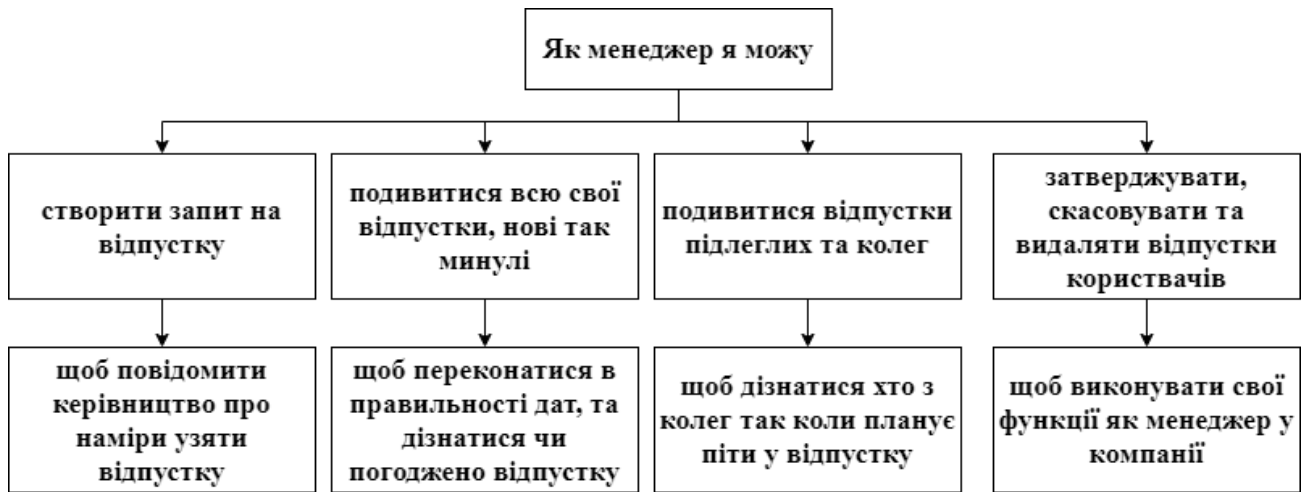 Як менеджер я можу
створити запит на
відпустку
подивитися всю свої
відпустки, нові так
минулі
подивитися відпустки
підлеглих та колег
затверджувати,
скасовувати та
видаляти відпустки
користвачів
щоб повідомити
керівництво про
наміри узяти
відпустку
щоб переконатися в
правильності дат, та
дізнатися чи
погоджено відпустку
щоб дізнатися хто з
колег так коли планує
піти у відпустку
щоб виконувати свої
функції як менеджер у
компанії